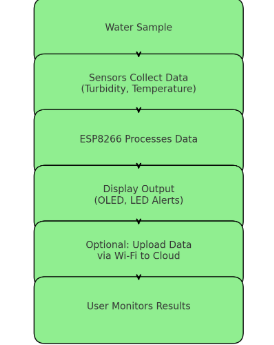 Water Sample
Sensors Collect Data
(Turbidity, Temperature)
ESP8266 Processes Data
Display Output
(OLED, LED Alerts)
Optional: Upload Data
via Wi-Fi to Cloud
User Monitors Results